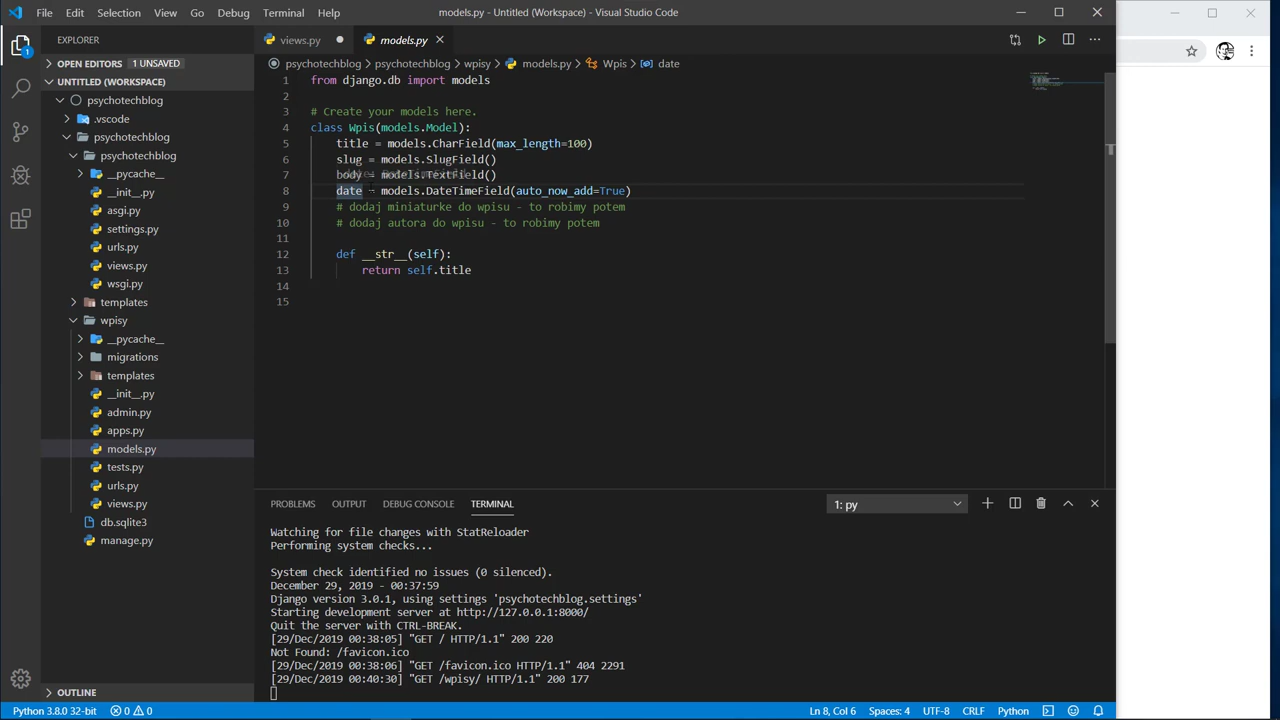 File Edit Selection View Go Debug Terminal Help models.py - Untitled (Workspace) - Visual Studio Code
EXPLORER views.py models.py
OPEN EDITORS 1 UNSAVED psychotechblog psychotechblog wpisy models.py Wpis date
UNTITLED (WORKSPACE)
psychotechblog
.vscode
psychotechblog
psychotechblog
__pycache__
__init__.py
asgi.py
settings.py
urls.py
views.py
wsgi.py
templates
wpisy
__pycache__
migrations
templates
__init__.py
admin.py
apps.py
models.py
tests.py
urls.py
views.py
db.sqlite3
manage.py
OUTLINE
1 from django.db import models
2
3 # Create your models here.
4 class Wpis(models.Model):
5 title = models.CharField(max_length=100)
6 slug = models.SlugField()
7 body = models.TextField()
8 date = models.DateTimeField(auto_now_add=True)
9 # dodaj miniaturke do wpisu - to robimy potem
10 # dodaj autora do wpisu - to robimy potem
11
12 def __str__(self):
13 return self.title
14
15
PROBLEMS OUTPUT DEBUG CONSOLE TERMINAL 1: py
Watching for file changes with StatReloader
Performing system checks...
System check identified no issues (0 silenced).
December 29, 2019 - 00:37:59
Django version 3.0.1, using settings 'psychotechblog.settings'
Starting development server at http://127.0.0.1:8000/
Quit the server with CTRL-BREAK.
[29/Dec/2019 00:38:05] "GET / HTTP/1.1" 200 220
Not Found: /favicon.ico
[29/Dec/2019 00:38:06] "GET /favicon.ico HTTP/1.1" 404 2291
[29/Dec/2019 00:40:30] "GET /wpisy/ HTTP/1.1" 200 177
Python 3.8.0 32-bit 0 0 Ln 8, Col 6 Spaces: 4 UTF-8 CRLF Python